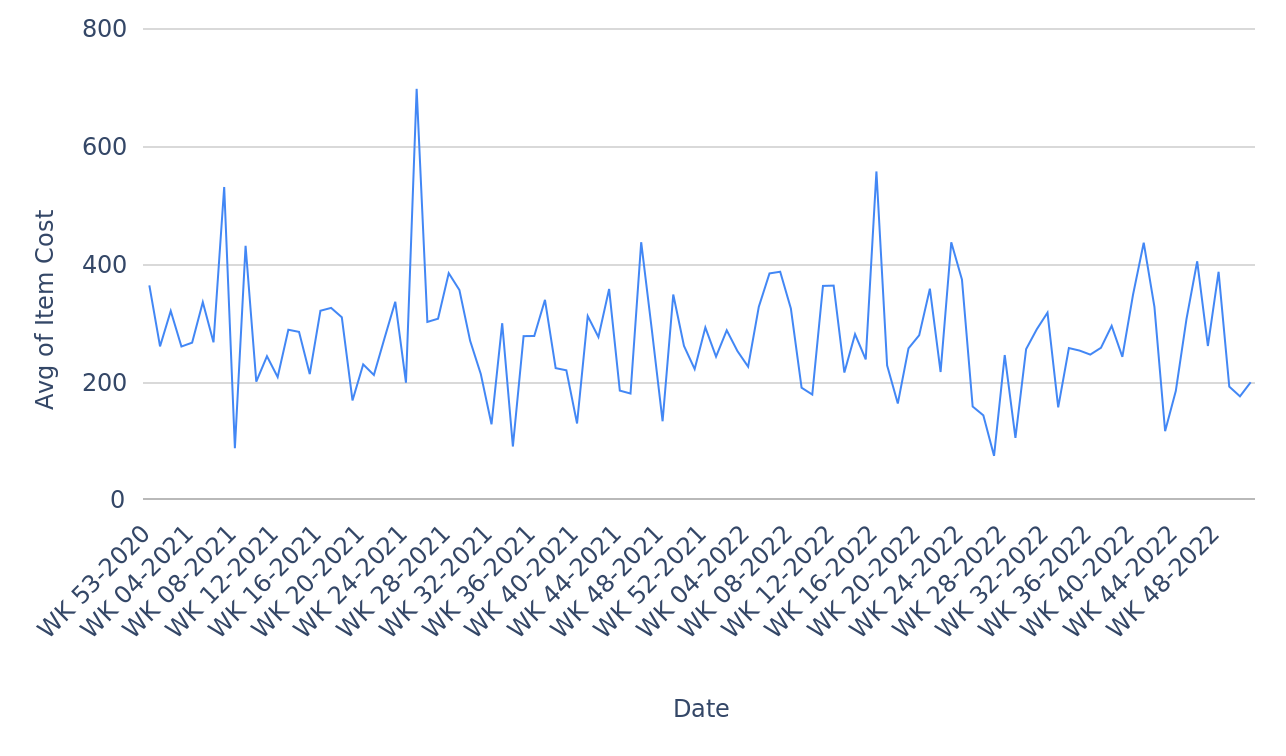 800
600
400
200
0
Avg of Item Cost
WK 53-2020
WK 04-2021
WK 08-2021
WK 12-2021
WK 16-2021
WK 20-2021
WK 24-2021
WK 28-2021
WK 32-2021
WK 36-2021
WK 40-2021
WK 44-2021
WK 48-2021
WK 52-2021
WK 04-2022
WK 08-2022
WK 12-2022
WK 16-2022
WK 20-2022
WK 24-2022
WK 28-2022
WK 32-2022
WK 36-2022
WK 40-2022
WK 44-2022
WK 48-2022
Date